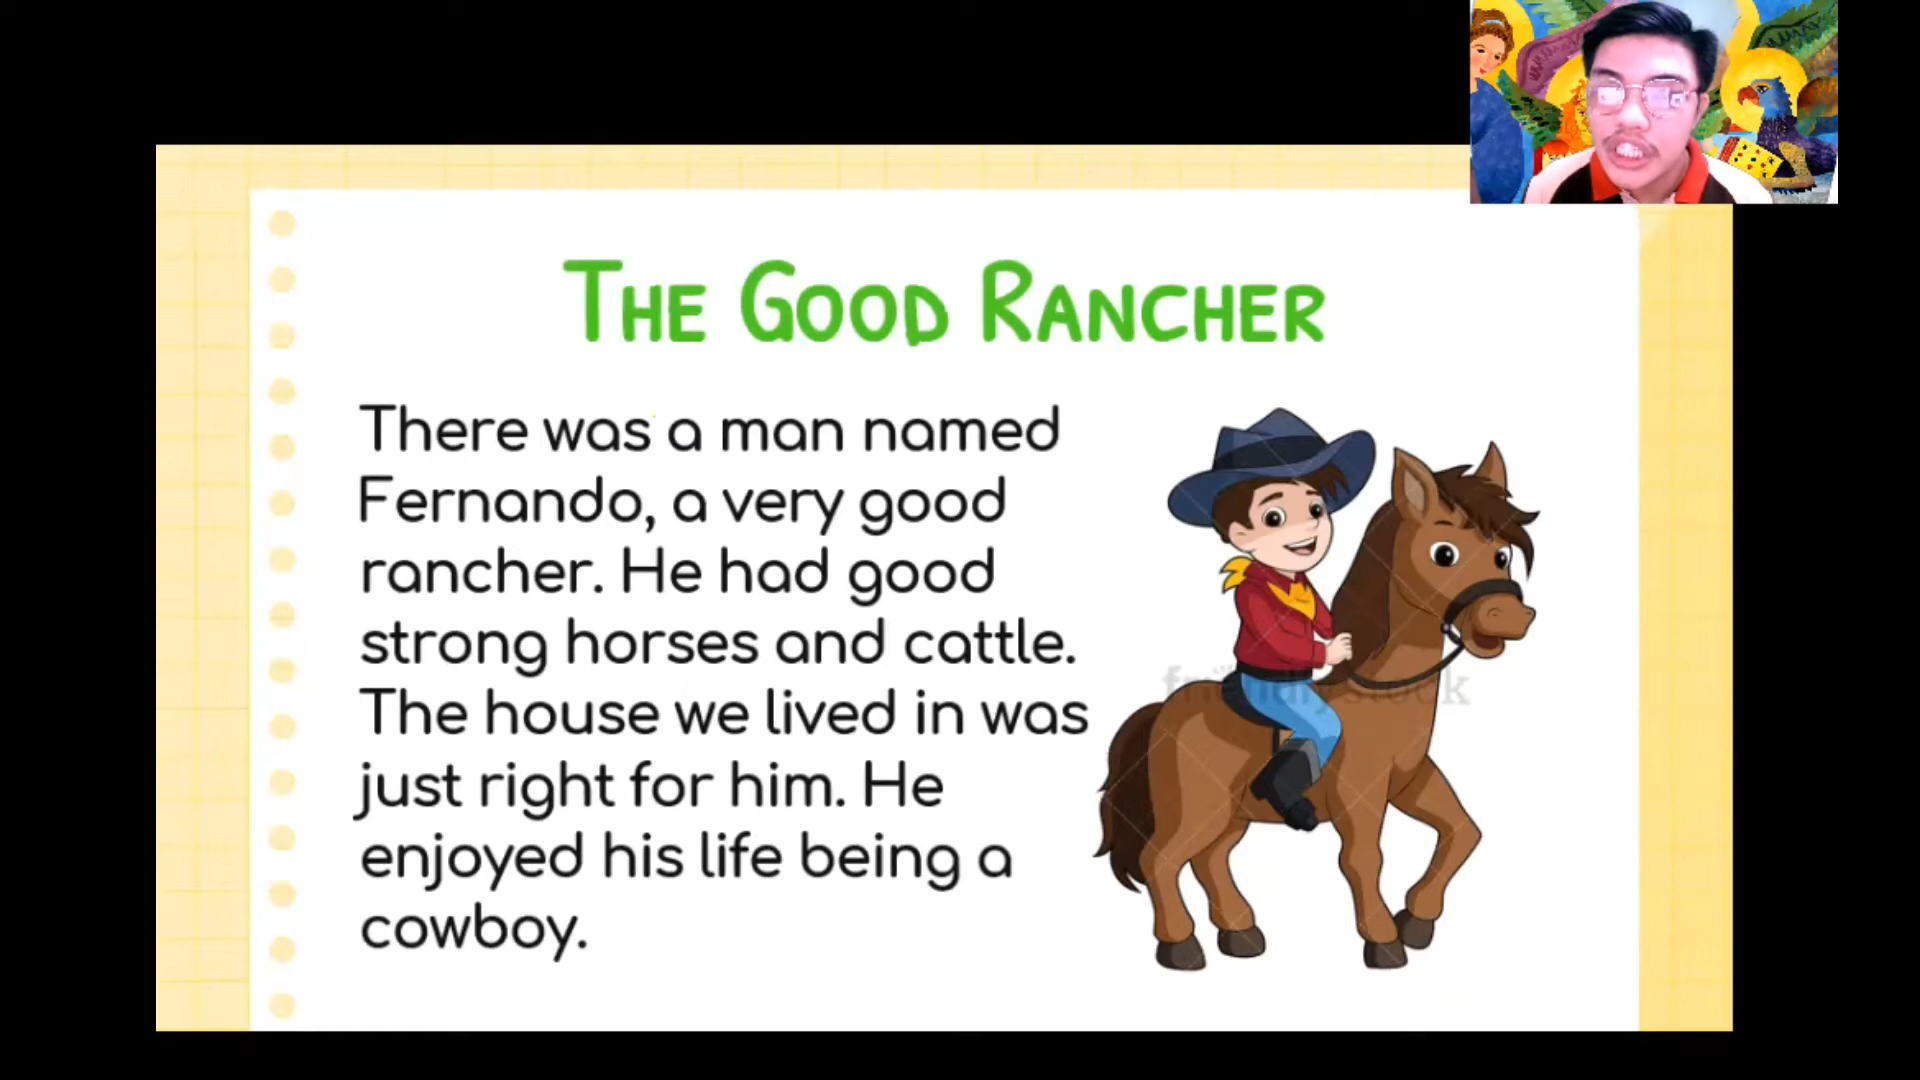 THE GOOD RANCHER
There was a man named
Fernando, a very good
rancher. He had good
strong horses and cattle.
The house we lived in was
just right for him. He
enjoyed his life being a
cowboy.
friendlystock